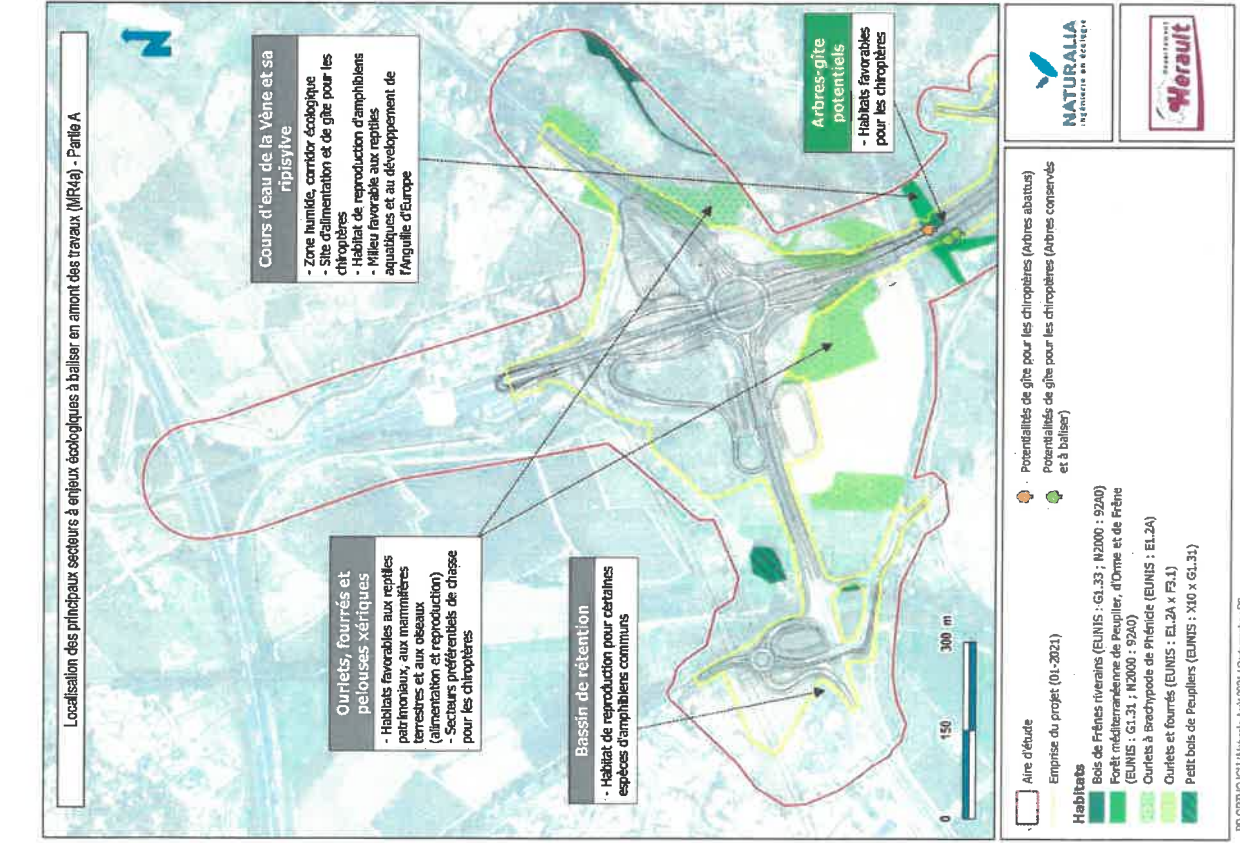 Localisation des principaux secteurs à enjeux écologiques à baliser en amont des travaux (MR4a) - Partie A
N
Cours d'eau de la Vène et sa
ripisylve
- Zone humide, corridor écologique
- Site d'alimentation et de gîte pour les
chiroptères
- Habitat de reproduction d'amphibiens
- Milieu favorable aux reptiles
aquatiques et au développement de
l'Anguille d'Europe
Arbres-gîte
potentiels
- Habitats favorables
pour les chiroptères
Ourlets, fourrés et
pelouses xériques
- Habitats favorables aux reptiles
patrimoniaux, aux mammifères
terrestres et aux oiseaux
(alimentation et reproduction)
- Secteurs préférentiels de chasse
pour les chiroptères
Bassin de rétention
- Habitat de reproduction pour certaines
espèces d'amphibiens communs
0 150 300 m
Aire d'étude
Emprise du projet (01-2021)
Habitats
Bois de Frênes riverains (EUNIS : G1.33 ; N2000 : 92A0)
Forêt méditerranéenne de Peuplier, d'Orme et de Frêne
(EUNIS : G1.31 ; N2000 : 92A0)
Ourlets à Brachypode de Phénicie (EUNIS : E1.2A)
Ourlets et fourrés (EUNIS : E1.2A x F3.1)
Petit bois de Peupliers (EUNIS : X10 x G1.31)
Potentialités de gîte pour les chiroptères (Arbres abattus)
Potentialités de gîte pour les chiroptères (Arbres conservés
et à baliser)
NATURALIA
Ingénierie en écologie
Département
Hérault